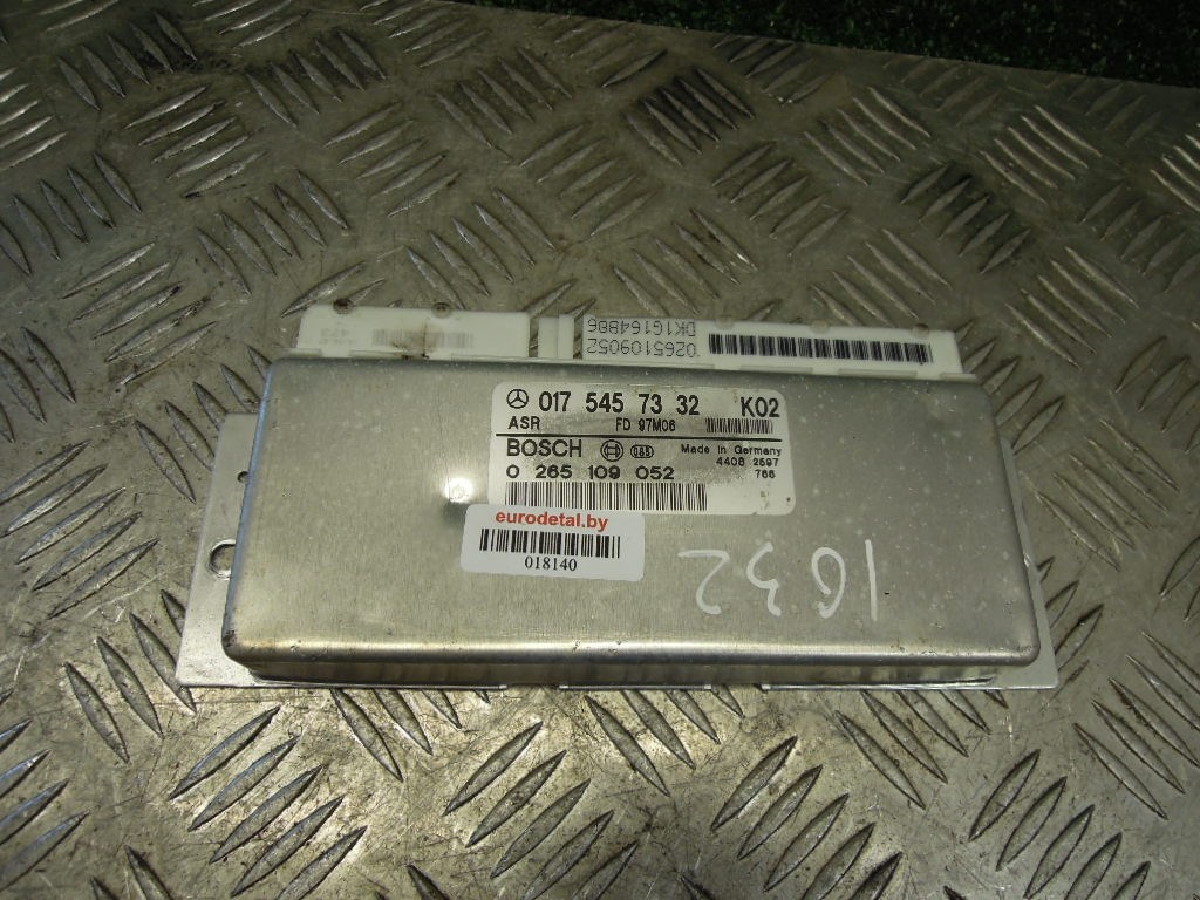 DK1G164886
0265109052
017 545 73 32 K02
ASR FD 97M06
BOSCH Made in Germany
4408 2597
0 265 109 052 766
eurodetal.by
018140
1632